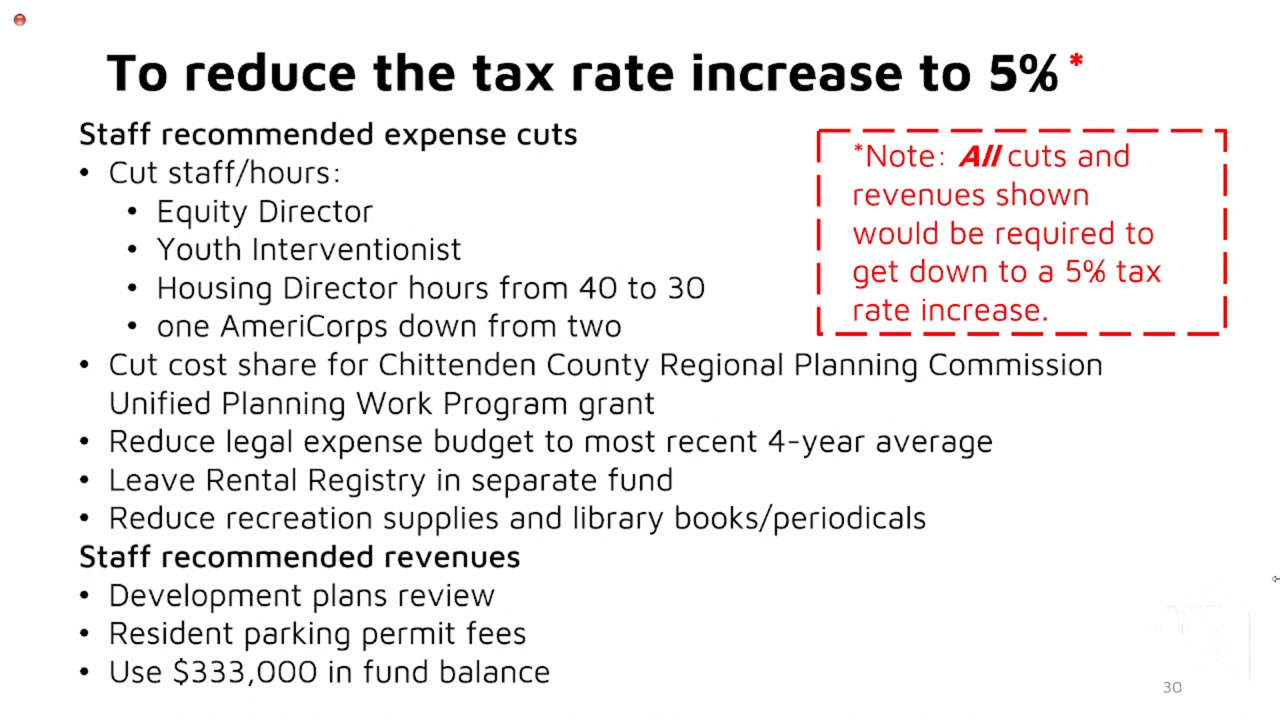 To reduce the tax rate increase to 5%*
Staff recommended expense cuts
• Cut staff/hours:
• Equity Director
• Youth Interventionist
• Housing Director hours from 40 to 30
• one AmeriCorps down from two
• Cut cost share for Chittenden County Regional Planning Commission
Unified Planning Work Program grant
• Reduce legal expense budget to most recent 4-year average
• Leave Rental Registry in separate fund
• Reduce recreation supplies and library books/periodicals
Staff recommended revenues
• Development plans review
• Resident parking permit fees
• Use $333,000 in fund balance
*Note: All cuts and
revenues shown
would be required to
get down to a 5% tax
rate increase.
30